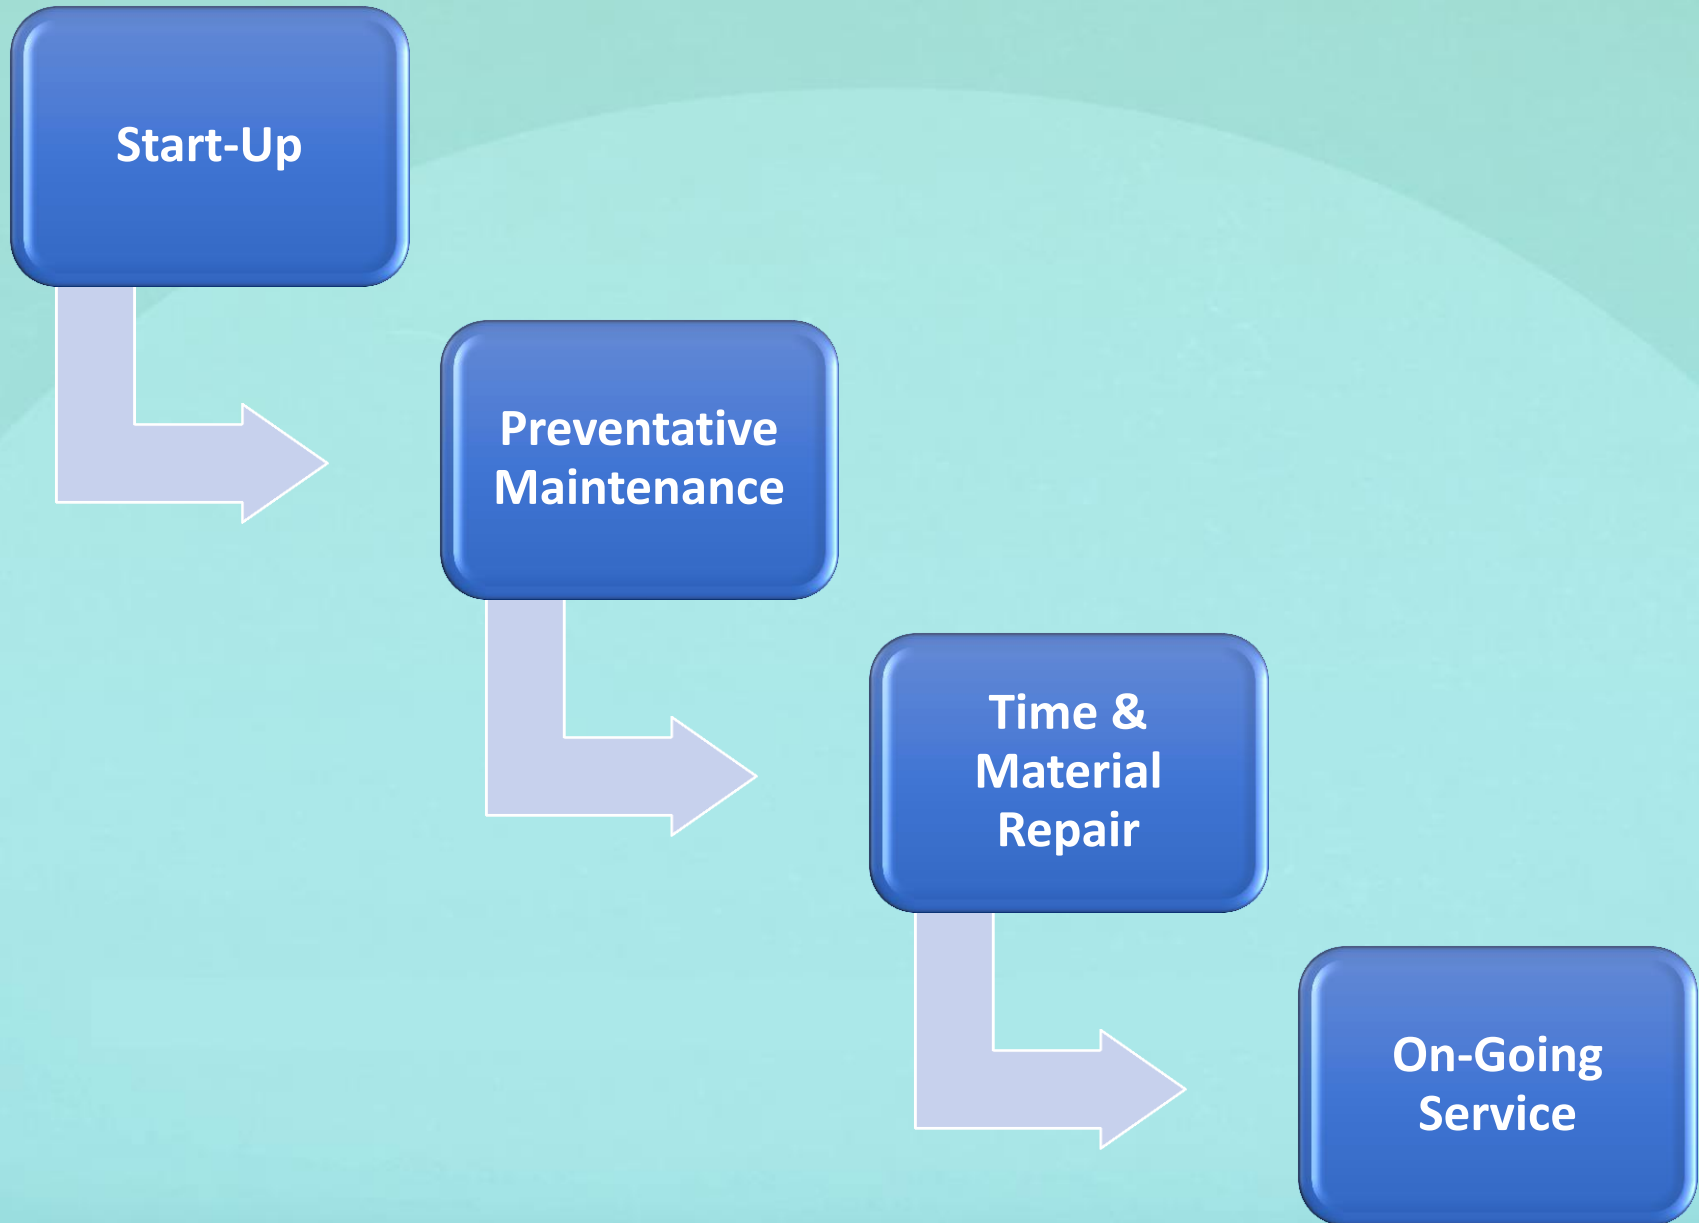 Start-Up
Preventative
Maintenance
Time &
Material
Repair
On-Going
Service